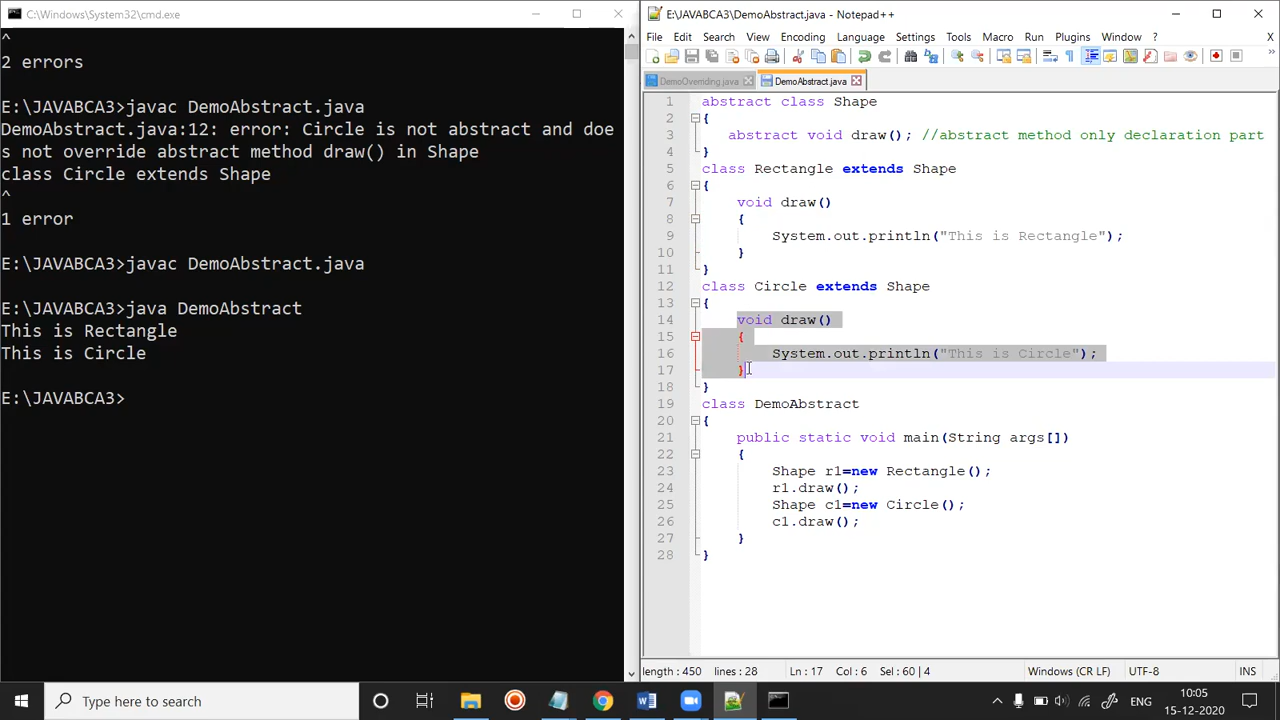 C:\Windows\System32\cmd.exe
^
2 errors
E:\JAVABCA3>javac DemoAbstract.java
DemoAbstract.java:12: error: Circle is not abstract and doe
s not override abstract method draw() in Shape
class Circle extends Shape
^
1 error
E:\JAVABCA3>javac DemoAbstract.java
E:\JAVABCA3>java DemoAbstract
This is Rectangle
This is Circle
E:\JAVABCA3>
E:\JAVABCA3\DemoAbstract.java - Notepad++
File Edit Search View Encoding Language Settings Tools Macro Run Plugins Window ? X
DemoOverriding.java DemoAbstract.java
1 abstract class Shape
2 {
3 abstract void draw(); //abstract method only declaration part
4 }
5 class Rectangle extends Shape
6 {
7 void draw()
8 {
9 System.out.println("This is Rectangle");
10 }
11 }
12 class Circle extends Shape
13 {
14 void draw()
15 {
16 System.out.println("This is Circle");
17 }
18 }
19 class DemoAbstract
20 {
21 public static void main(String args[])
22 {
23 Shape r1=new Rectangle();
24 r1.draw();
25 Shape c1=new Circle();
26 c1.draw();
27 }
28 }
length : 450 lines : 28 Ln : 17 Col : 6 Sel : 60 | 4 Windows (CR LF) UTF-8 INS
Type here to search
ENG
10:05
15-12-2020